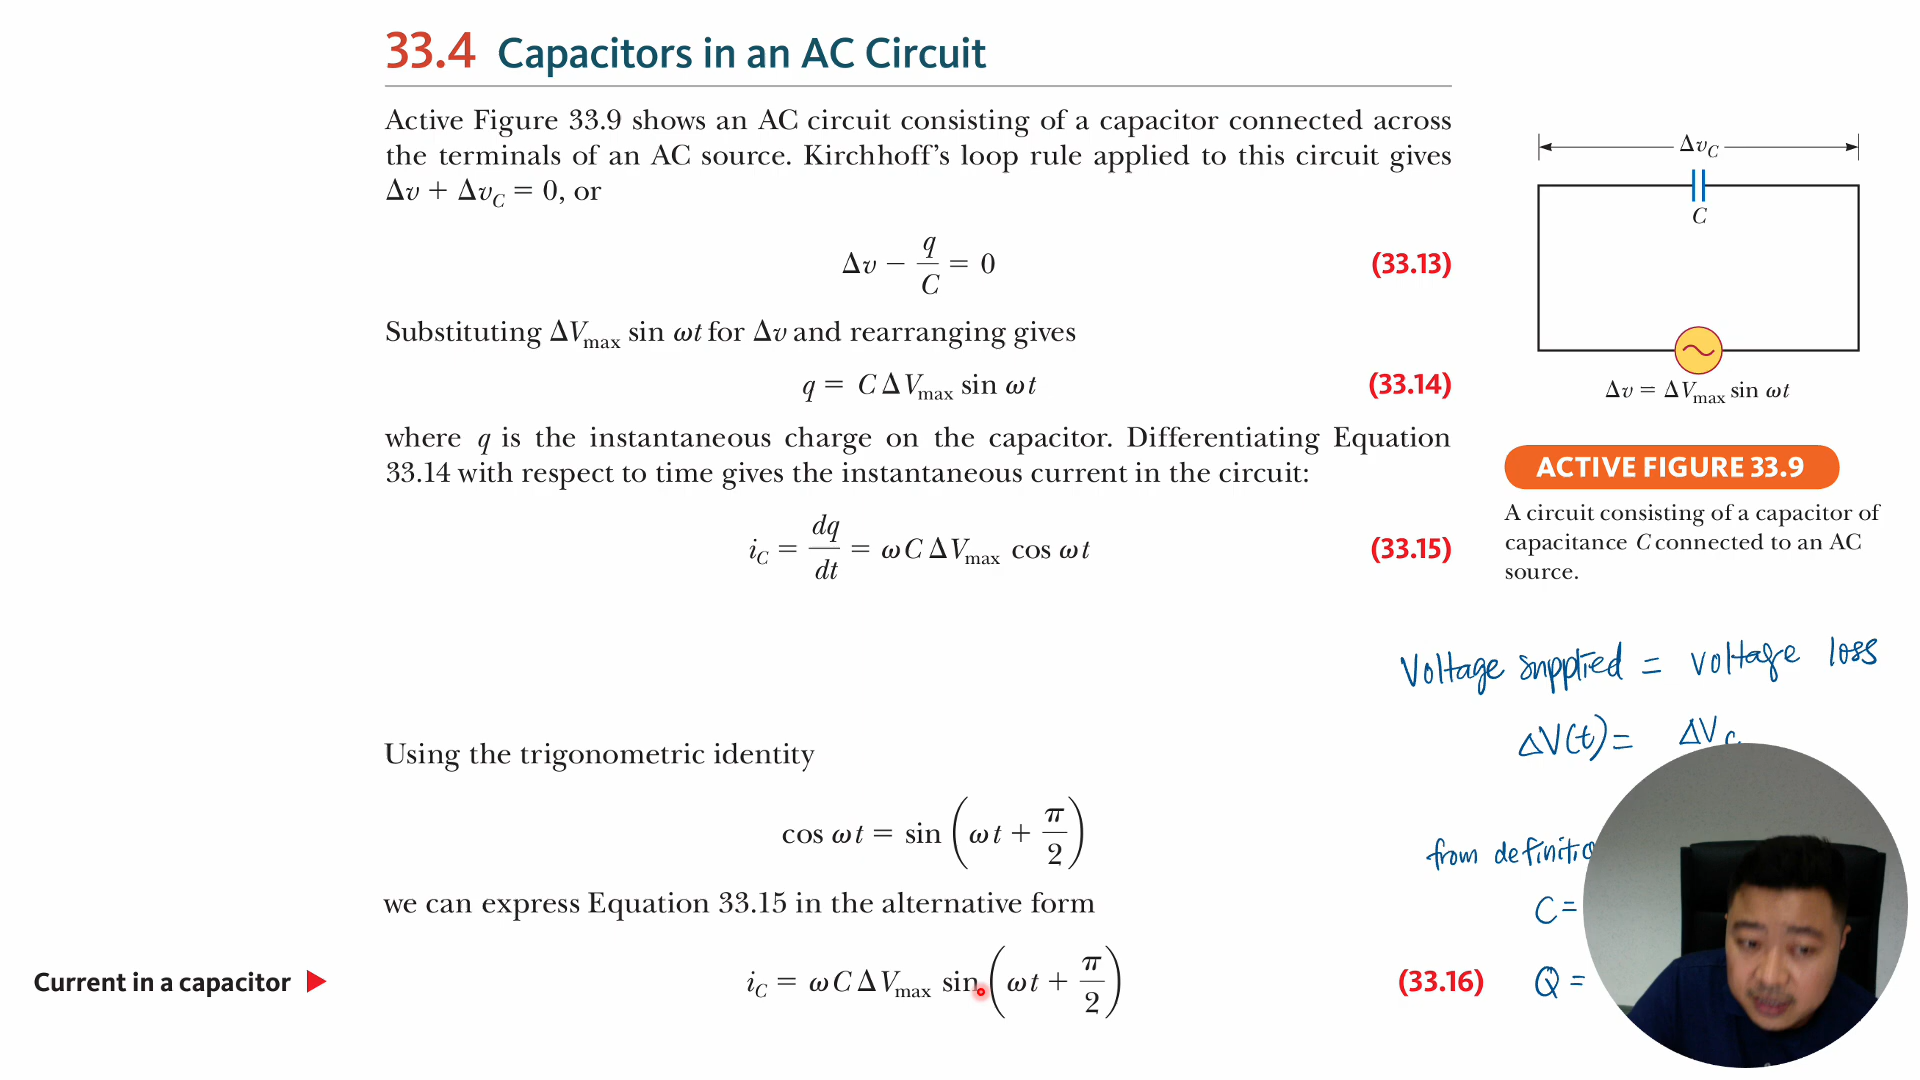 33.4 Capacitors in an AC Circuit
Active Figure 33.9 shows an AC circuit consisting of a capacitor connected across
the terminals of an AC source. Kirchhoff's loop rule applied to this circuit gives
Δv + Δv_C = 0, or
Δv − q/C = 0 (33.13)
Substituting ΔV_max sin ωt for Δv and rearranging gives
q = C ΔV_max sin ωt (33.14)
where q is the instantaneous charge on the capacitor. Differentiating Equation
33.14 with respect to time gives the instantaneous current in the circuit:
i_C = dq/dt = ωC ΔV_max cos ωt (33.15)
Using the trigonometric identity
cos ωt = sin (ωt + π/2)
we can express Equation 33.15 in the alternative form
Current in a capacitor ▶
i_C = ωC ΔV_max sin (ωt + π/2) (33.16)
Δv_C
C
Δv = ΔV_max sin ωt
ACTIVE FIGURE 33.9
A circuit consisting of a capacitor of
capacitance C connected to an AC
source.
Voltage supplied = voltage loss
ΔV(t) = ΔV_C
from
C =
Q =